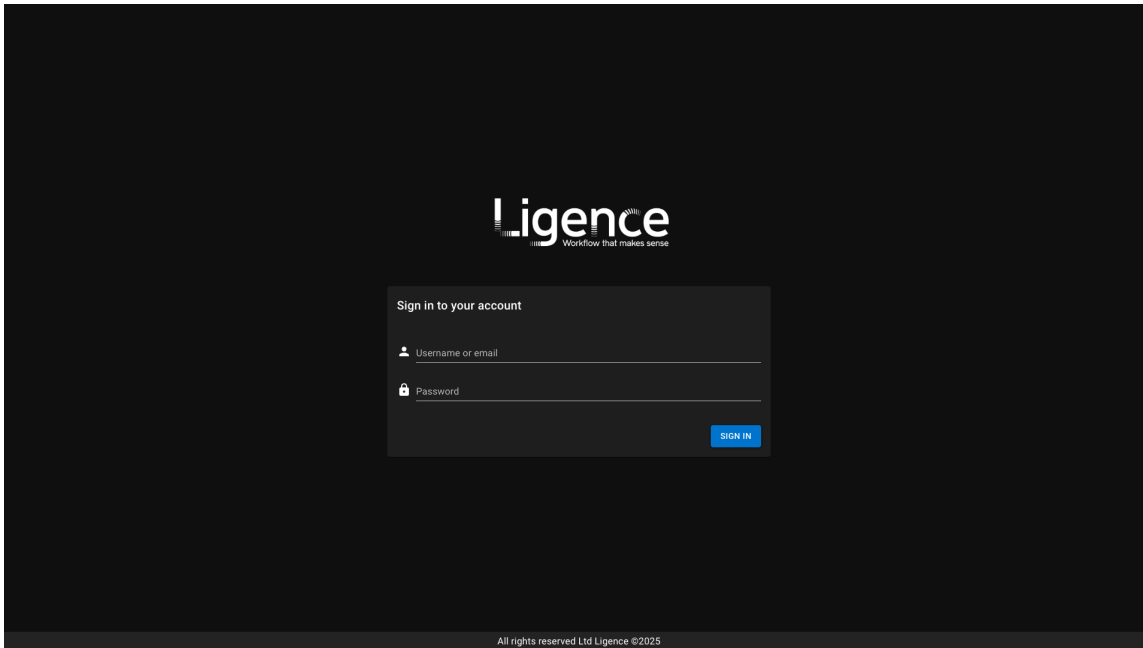 Ligence
Workflow that makes sense
Sign in to your account
Username or email
Password
SIGN IN
All rights reserved Ltd Ligence ©2025